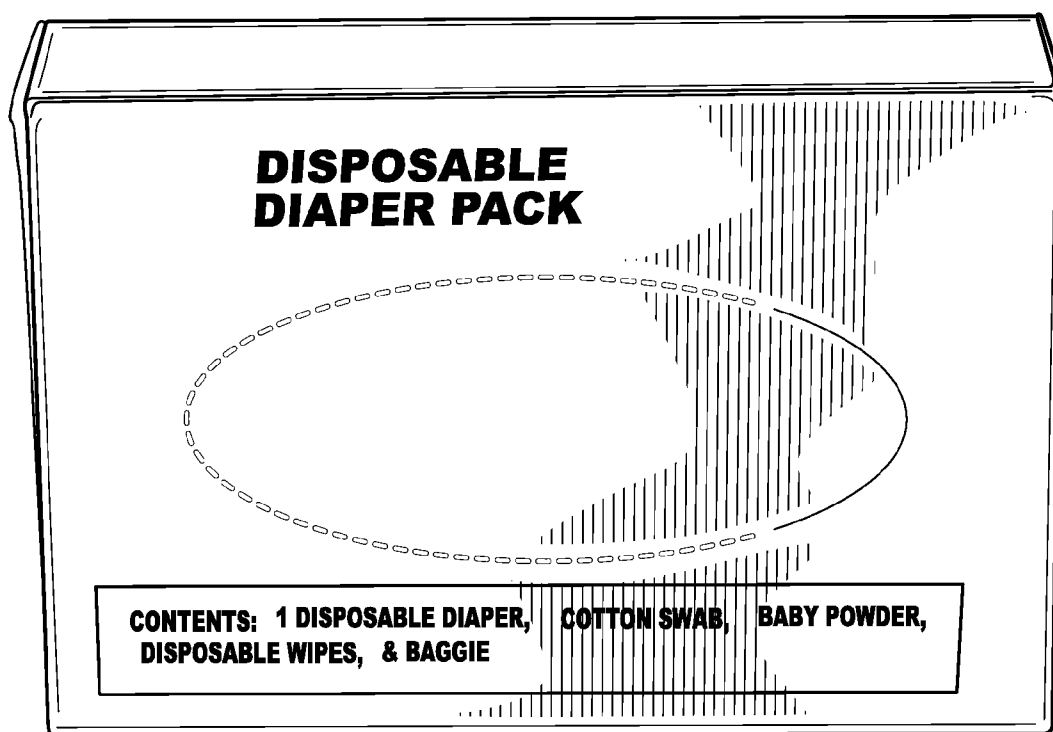 DISPOSABLE
DIAPER PACK
CONTENTS: 1 DISPOSABLE DIAPER, COTTON SWAB, BABY POWDER,
DISPOSABLE WIPES, & BAGGIE